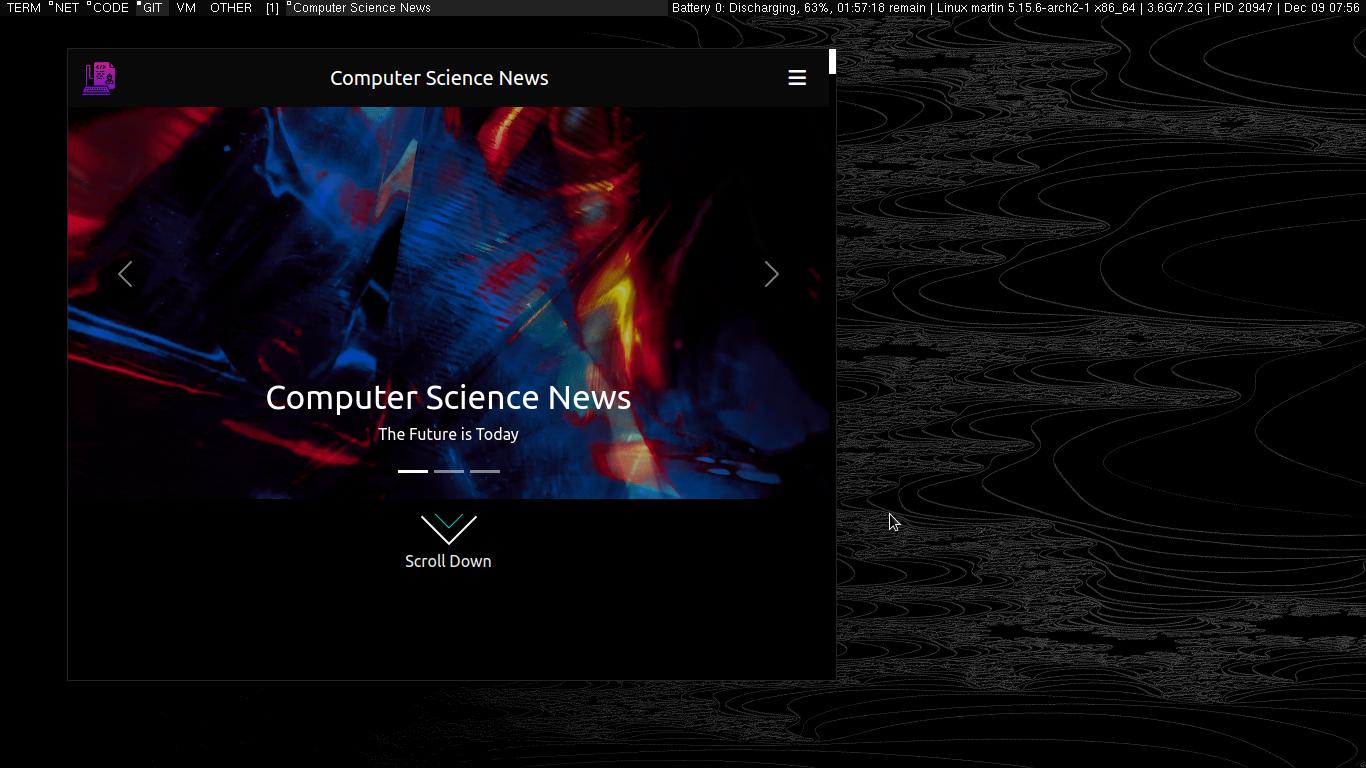 TERM NET CODE GIT VM OTHER [1] Computer Science News Battery 0: Discharging, 63%, 01:57:18 remain | Linux martin 5.15.6-arch2-1 x86_64 | 3.6G/7.2G | PID 20947 | Dec 09 07:56
Computer Science News
Computer Science News
The Future is Today
Scroll Down